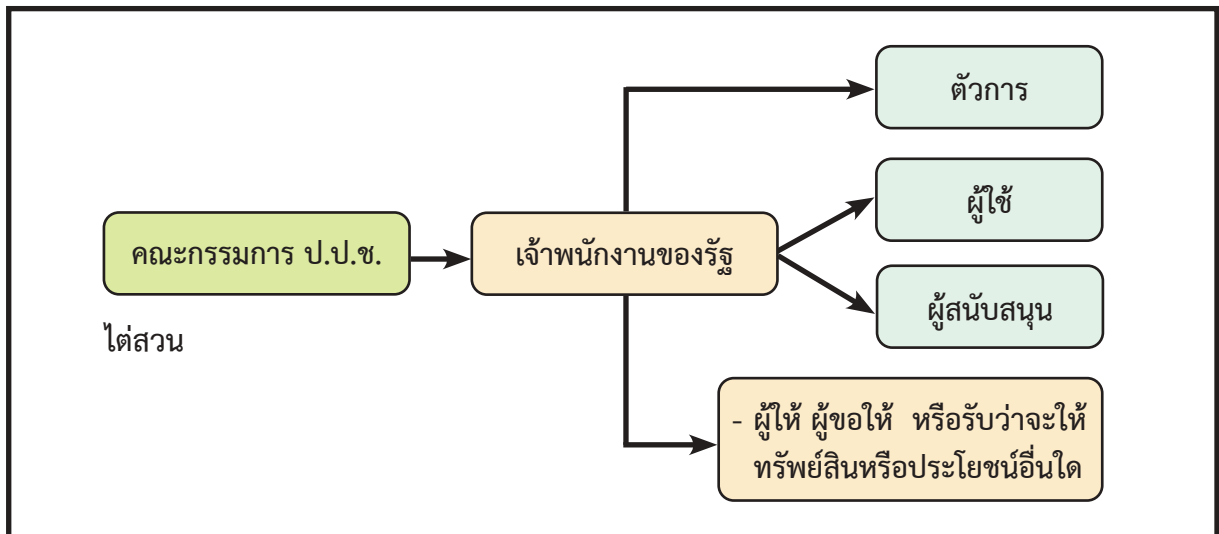 ตัวการ
ผู้ใช้
คณะกรรมการ ป.ป.ช.
เจ้าพนักงานของรัฐ
ผู้สนับสนุน
ไต่สวน
- ผู้ให้ ผู้ขอให้ หรือรับว่าจะให้
ทรัพย์สินหรือประโยชน์อื่นใด